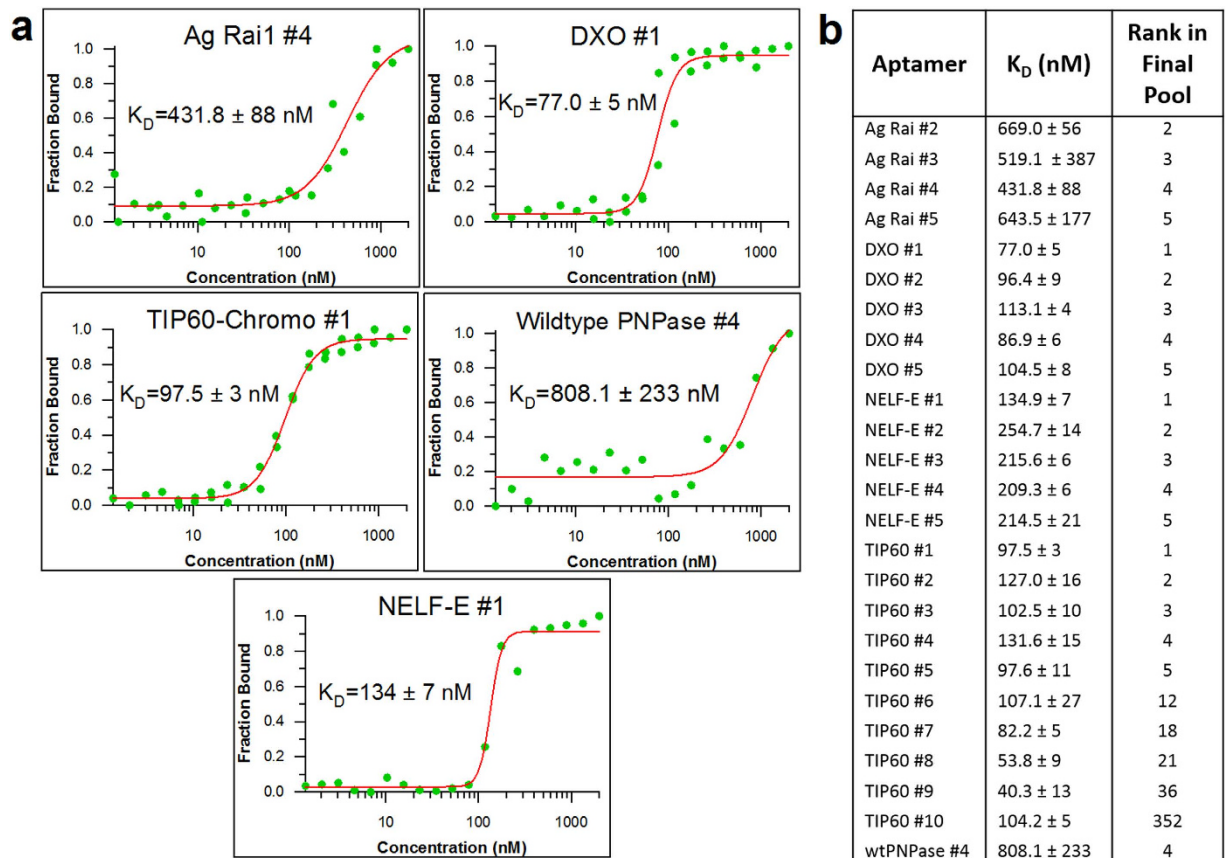 a
Ag Rai1 #4
K_D=431.8 ± 88 nM
Fraction Bound
1.0
0.8
0.6
0.4
0.2
0.0
10
100
1000
Concentration (nM)
DXO #1
K_D=77.0 ± 5 nM
Fraction Bound
1.0
0.8
0.6
0.4
0.2
0.0
10
100
1000
Concentration (nM)
TIP60-Chromo #1
K_D=97.5 ± 3 nM
Fraction Bound
1.0
0.8
0.6
0.4
0.2
0.0
10
100
1000
Concentration (nM)
Wildtype PNPase #4
K_D=808.1 ± 233 nM
Fraction Bound
1.0
0.8
0.6
0.4
0.2
0.0
10
100
1000
Concentration (nM)
NELF-E #1
K_D=134 ± 7 nM
Fraction Bound
1.0
0.8
0.6
0.4
0.2
0.0
10
100
1000
Concentration (nM)
b
Aptamer K_D (nM) Rank in Final Pool
Ag Rai #2 669.0 ± 56 2
Ag Rai #3 519.1 ± 387 3
Ag Rai #4 431.8 ± 88 4
Ag Rai #5 643.5 ± 177 5
DXO #1 77.0 ± 5 1
DXO #2 96.4 ± 9 2
DXO #3 113.1 ± 4 3
DXO #4 86.9 ± 6 4
DXO #5 104.5 ± 8 5
NELF-E #1 134.9 ± 7 1
NELF-E #2 254.7 ± 14 2
NELF-E #3 215.6 ± 6 3
NELF-E #4 209.3 ± 6 4
NELF-E #5 214.5 ± 21 5
TIP60 #1 97.5 ± 3 1
TIP60 #2 127.0 ± 16 2
TIP60 #3 102.5 ± 10 3
TIP60 #4 131.6 ± 15 4
TIP60 #5 97.6 ± 11 5
TIP60 #6 107.1 ± 27 12
TIP60 #7 82.2 ± 5 18
TIP60 #8 53.8 ± 9 21
TIP60 #9 40.3 ± 13 36
TIP60 #10 104.2 ± 5 352
wtPNPase #4 808.1 ± 233 4